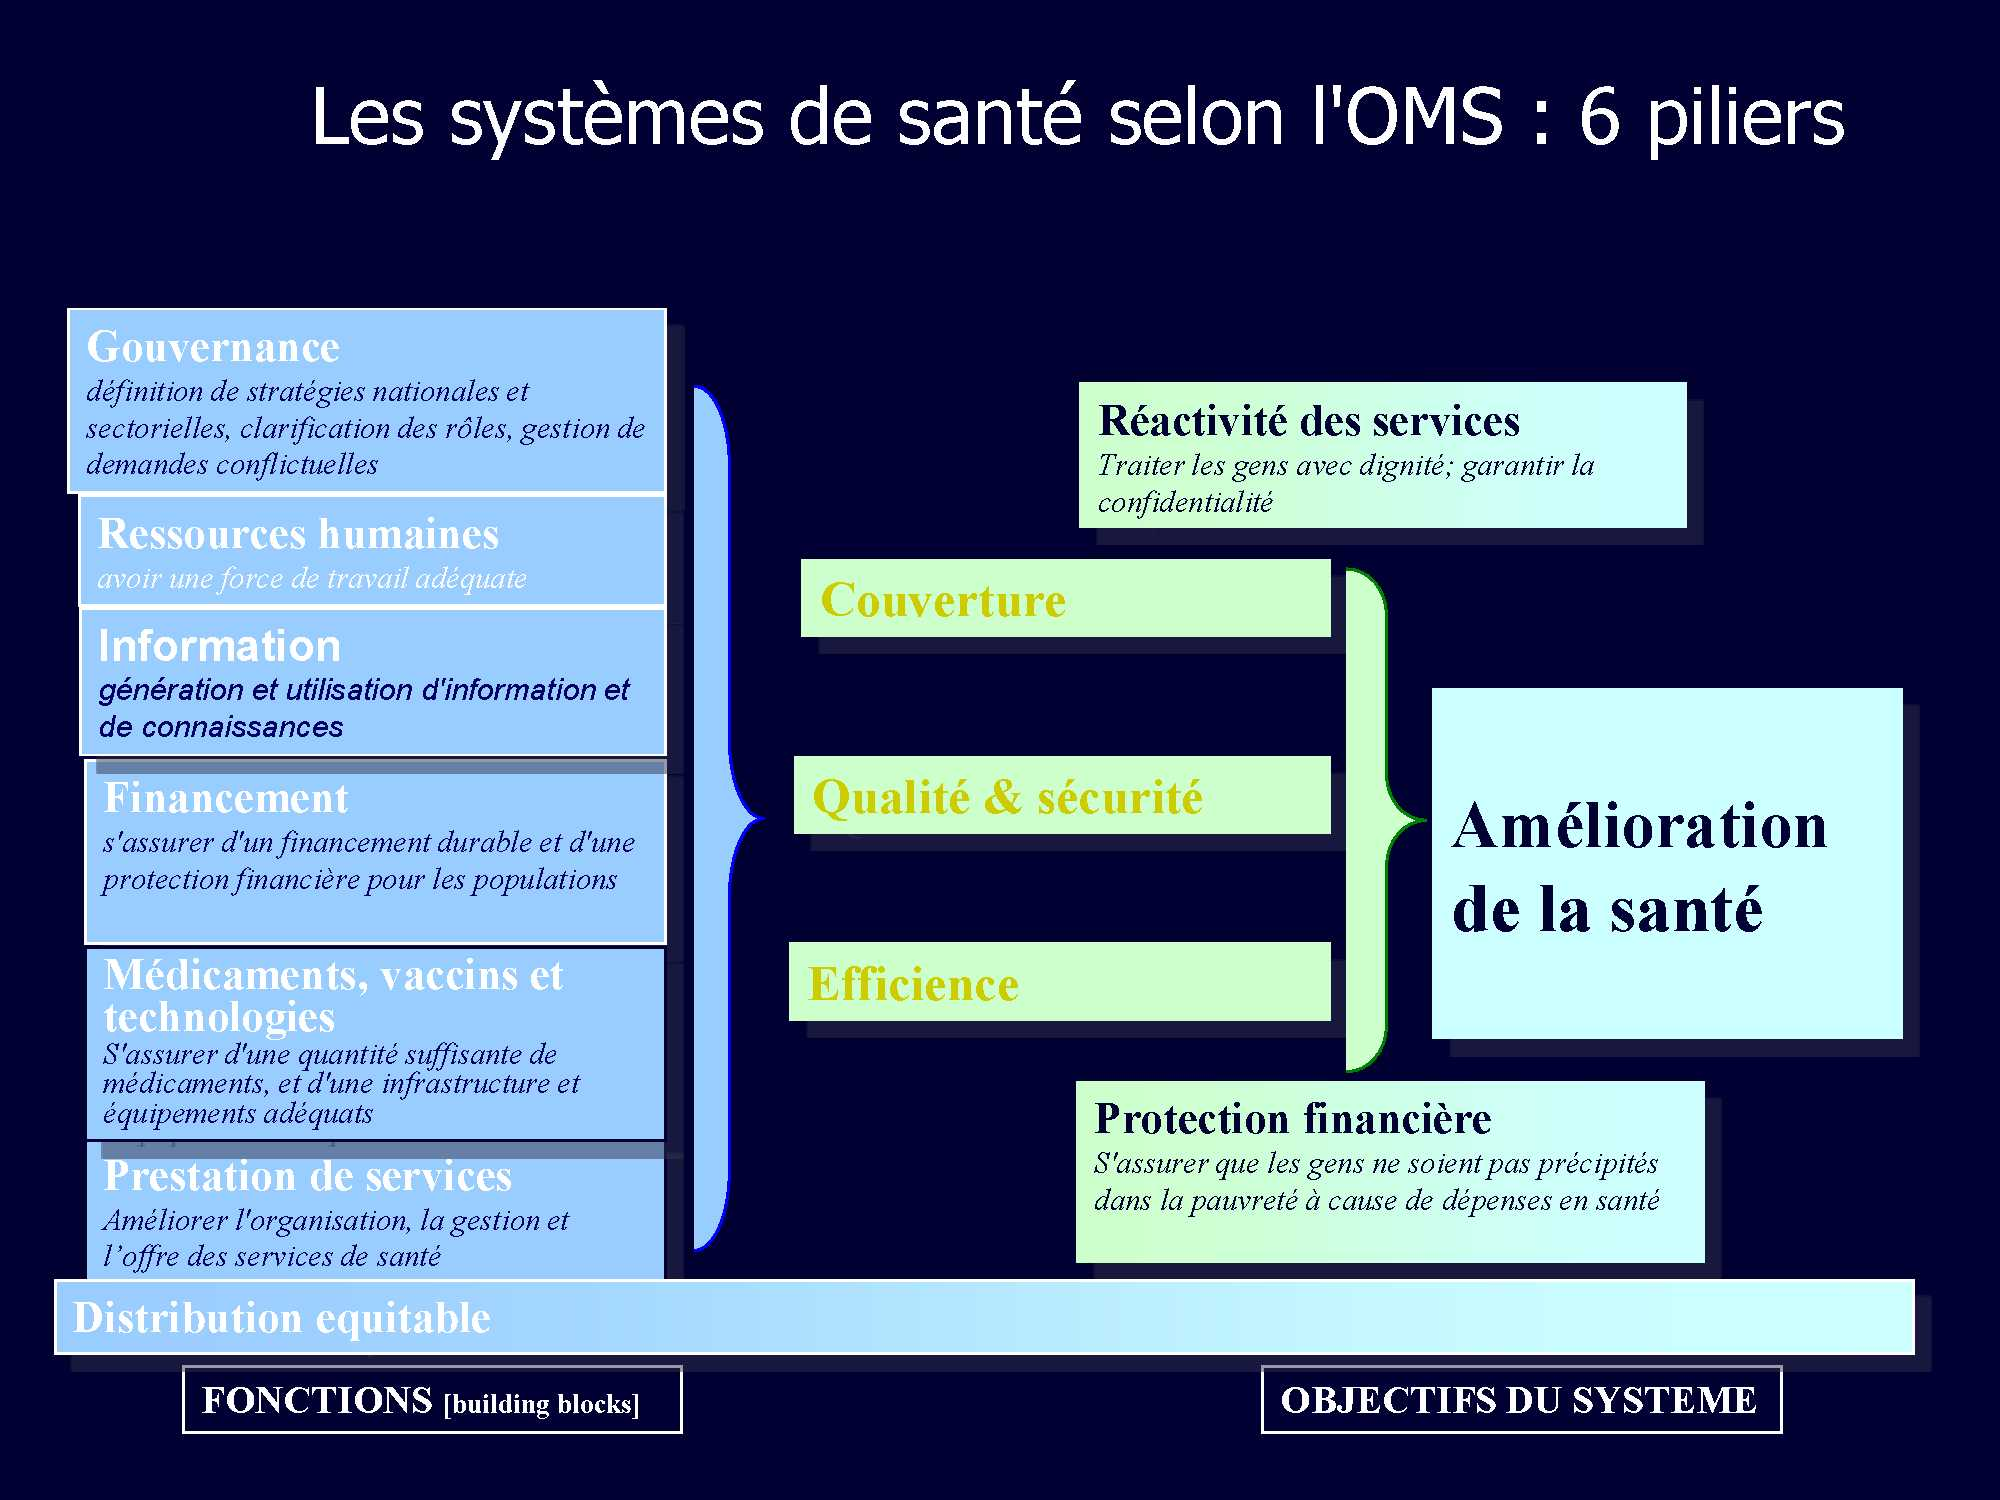 Les systèmes de santé selon l'OMS : 6 piliers
Gouvernance
définition de stratégies nationales et
sectorielles, clarification des rôles, gestion de
demandes conflictuelles
Ressources humaines
avoir une force de travail adéquate
Information
génération et utilisation d'information et
de connaissances
Financement
s'assurer d'un financement durable et d'une
protection financière pour les populations
Médicaments, vaccins et
technologies
S'assurer d'une quantité suffisante de
médicaments, et d'une infrastructure et
équipements adéquats
Prestation de services
Améliorer l'organisation, la gestion et
l’offre des services de santé
Réactivité des services
Traiter les gens avec dignité; garantir la
confidentialité
Couverture
Qualité & sécurité
Efficience
Amélioration
de la santé
Protection financière
S'assurer que les gens ne soient pas précipités
dans la pauvreté à cause de dépenses en santé
Distribution equitable
FONCTIONS [building blocks]
OBJECTIFS DU SYSTEME